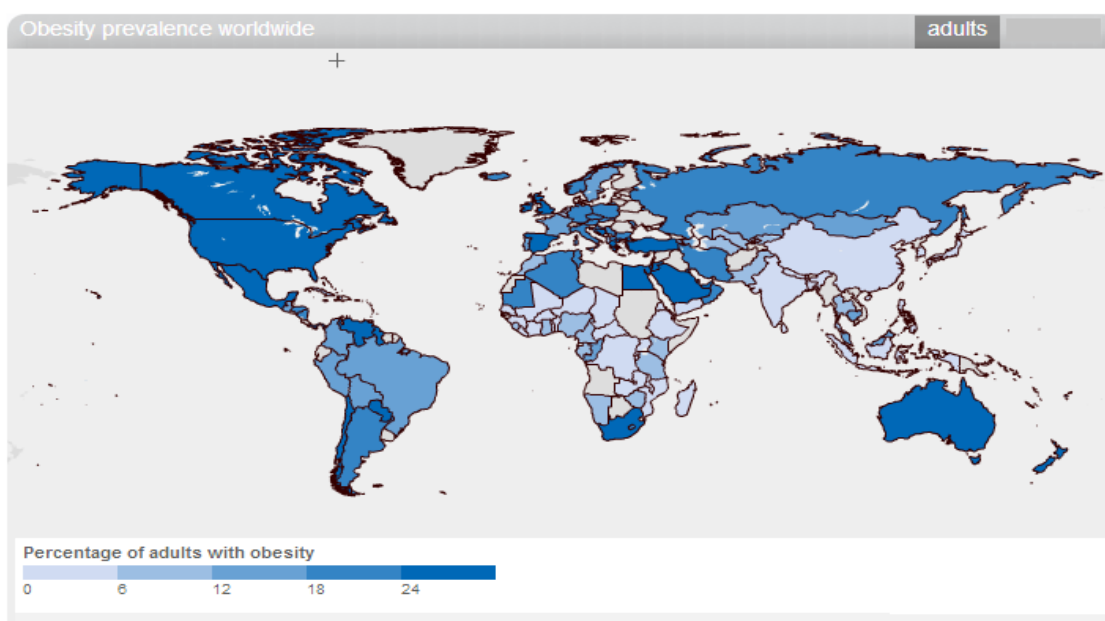 Obesity prevalence worldwide
adults
Percentage of adults with obesity
0 6 12 18 24